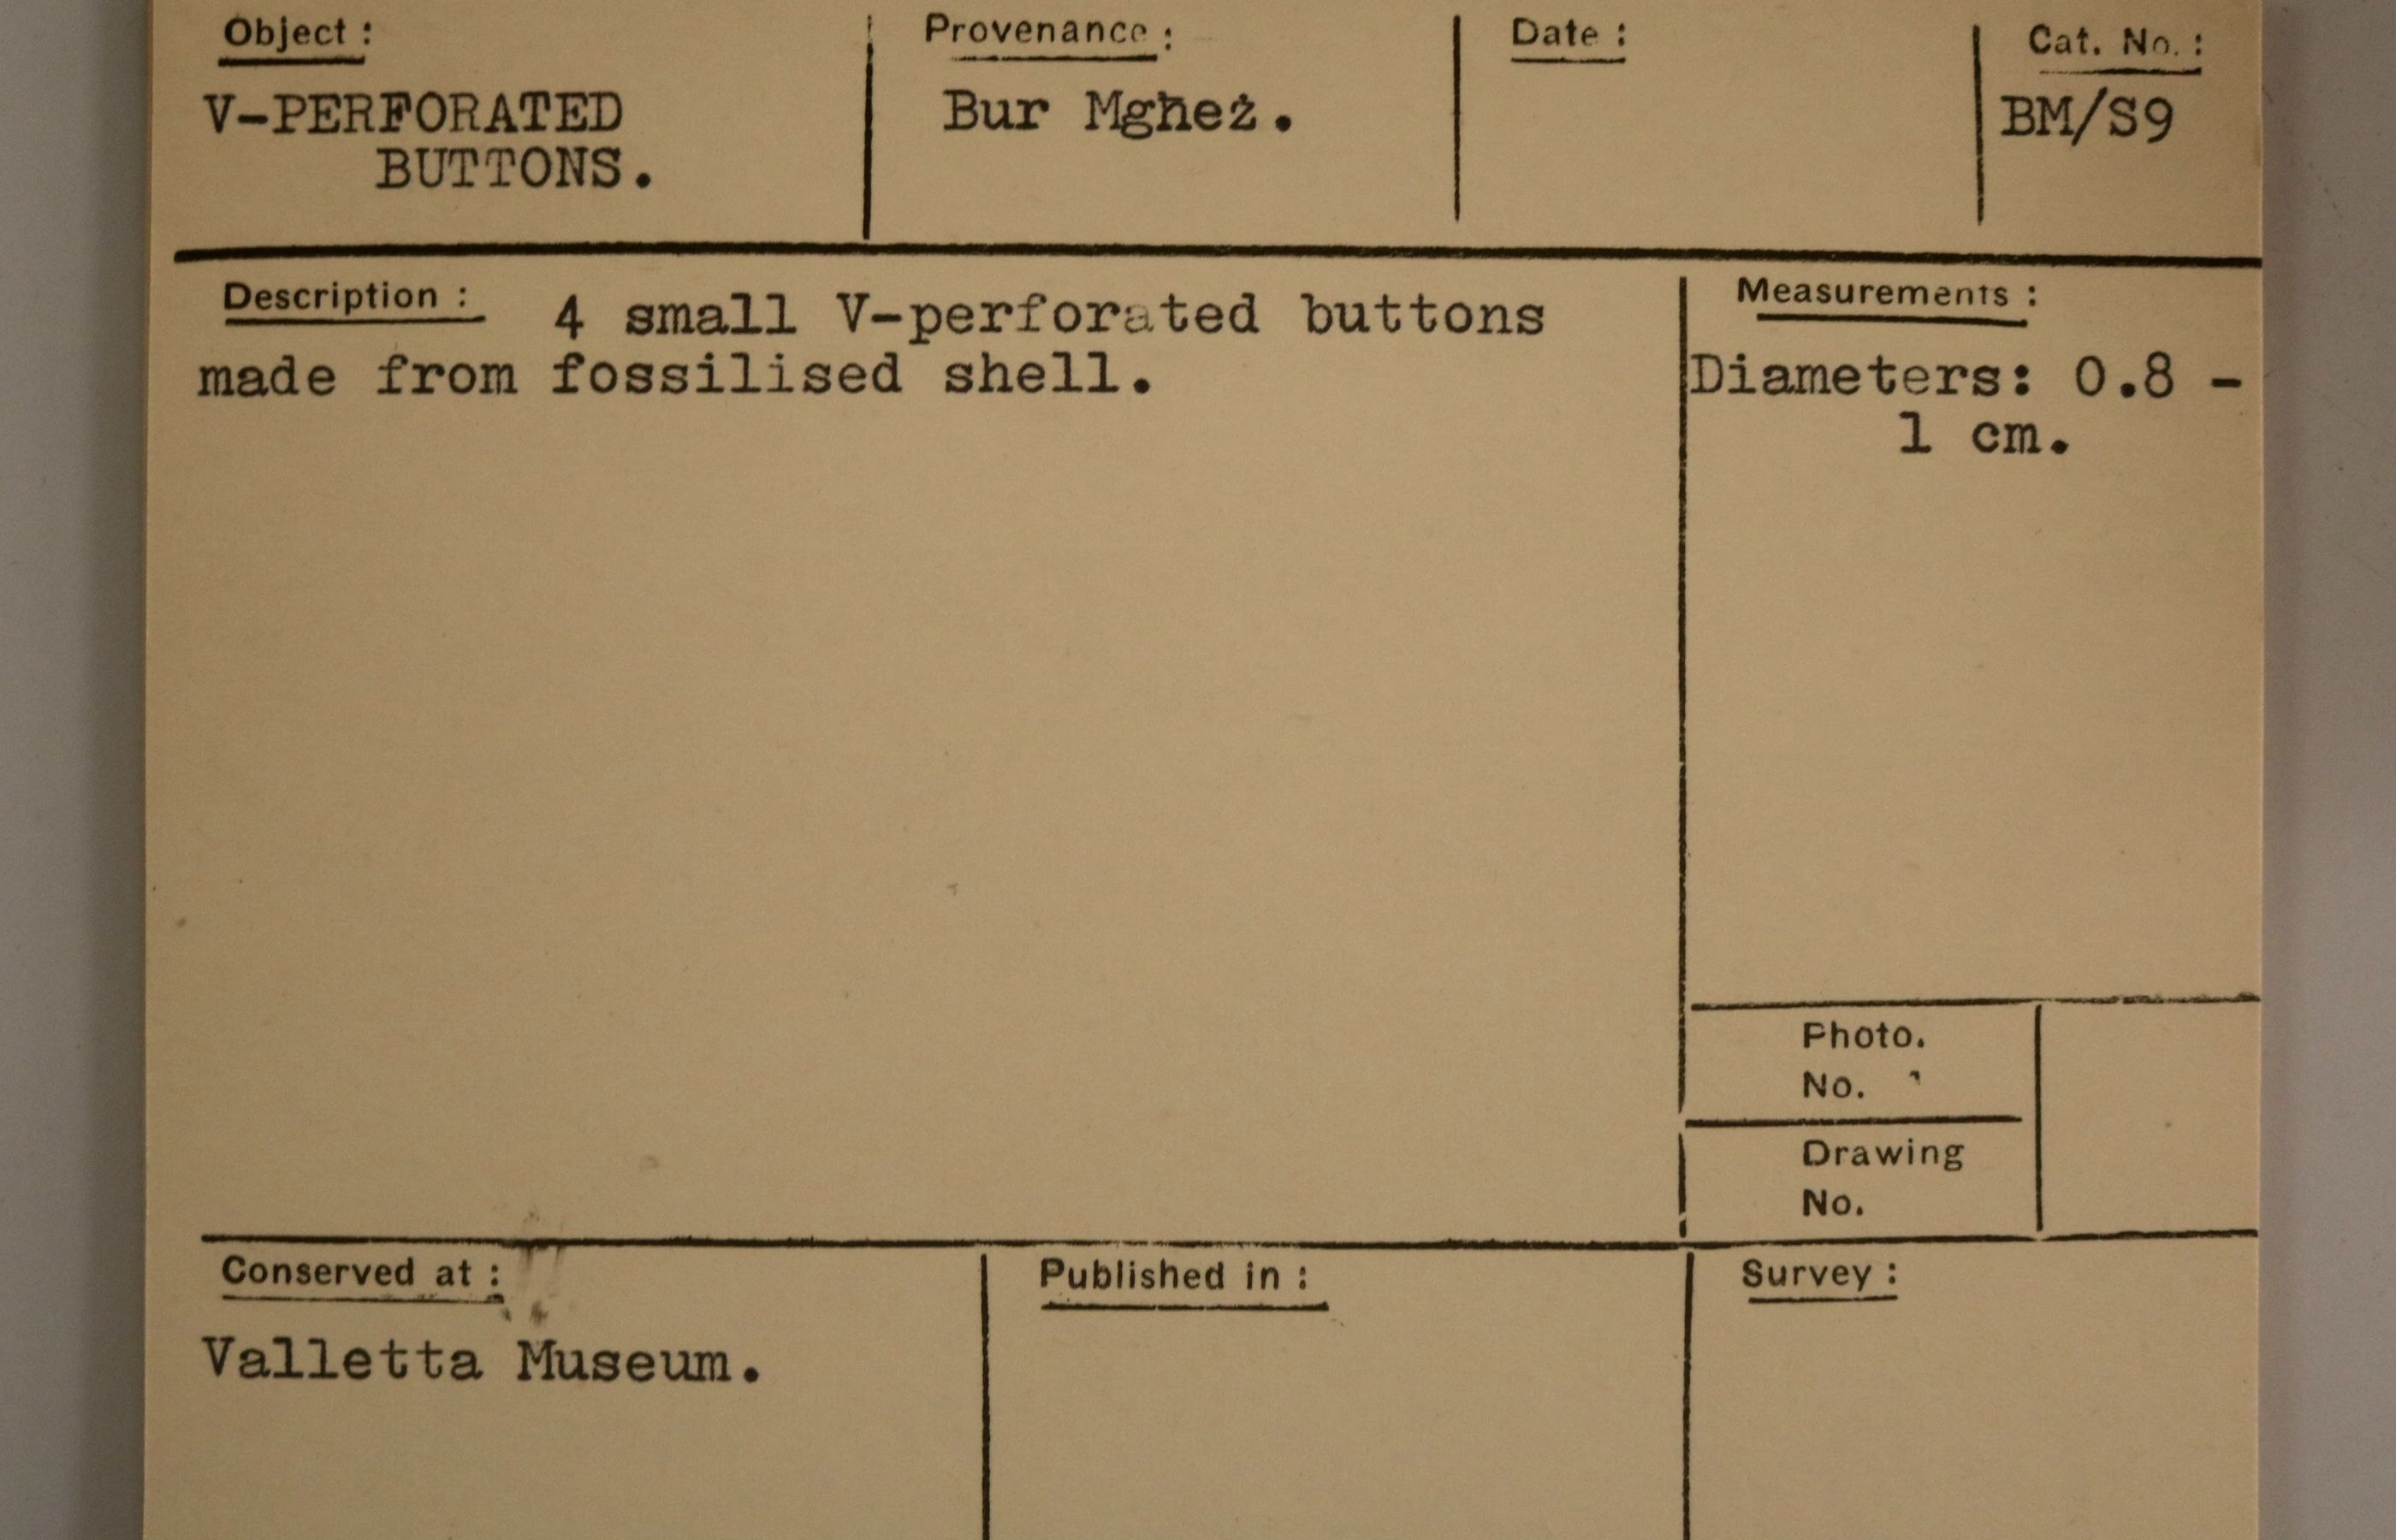 Object :
V-PERFORATED
BUTTONS.
Provenance :
Bur Mgħeż.
Date :
Cat. No. :
BM/S9
Description : 4 small V-perforated buttons
made from fossilised shell.
Measurements :
Diameters: 0.8 -
1 cm.
Photo.
No.
Drawing
No.
Conserved at :
Valletta Museum.
Published in :
Survey :